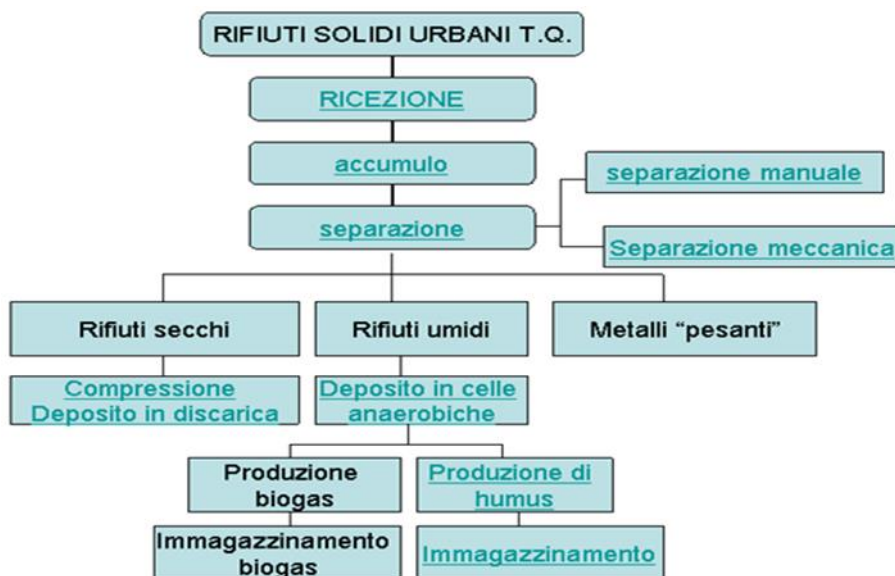 RIFIUTI SOLIDI URBANI T.Q.
RICEZIONE
accumulo
separazione
separazione manuale
Separazione meccanica
Rifiuti secchi
Rifiuti umidi
Metalli “pesanti”
Compressione
Deposito in discarica
Deposito in celle
anaerobiche
Produzione
biogas
Produzione di
humus
Immagazzinamento
biogas
Immagazzinamento